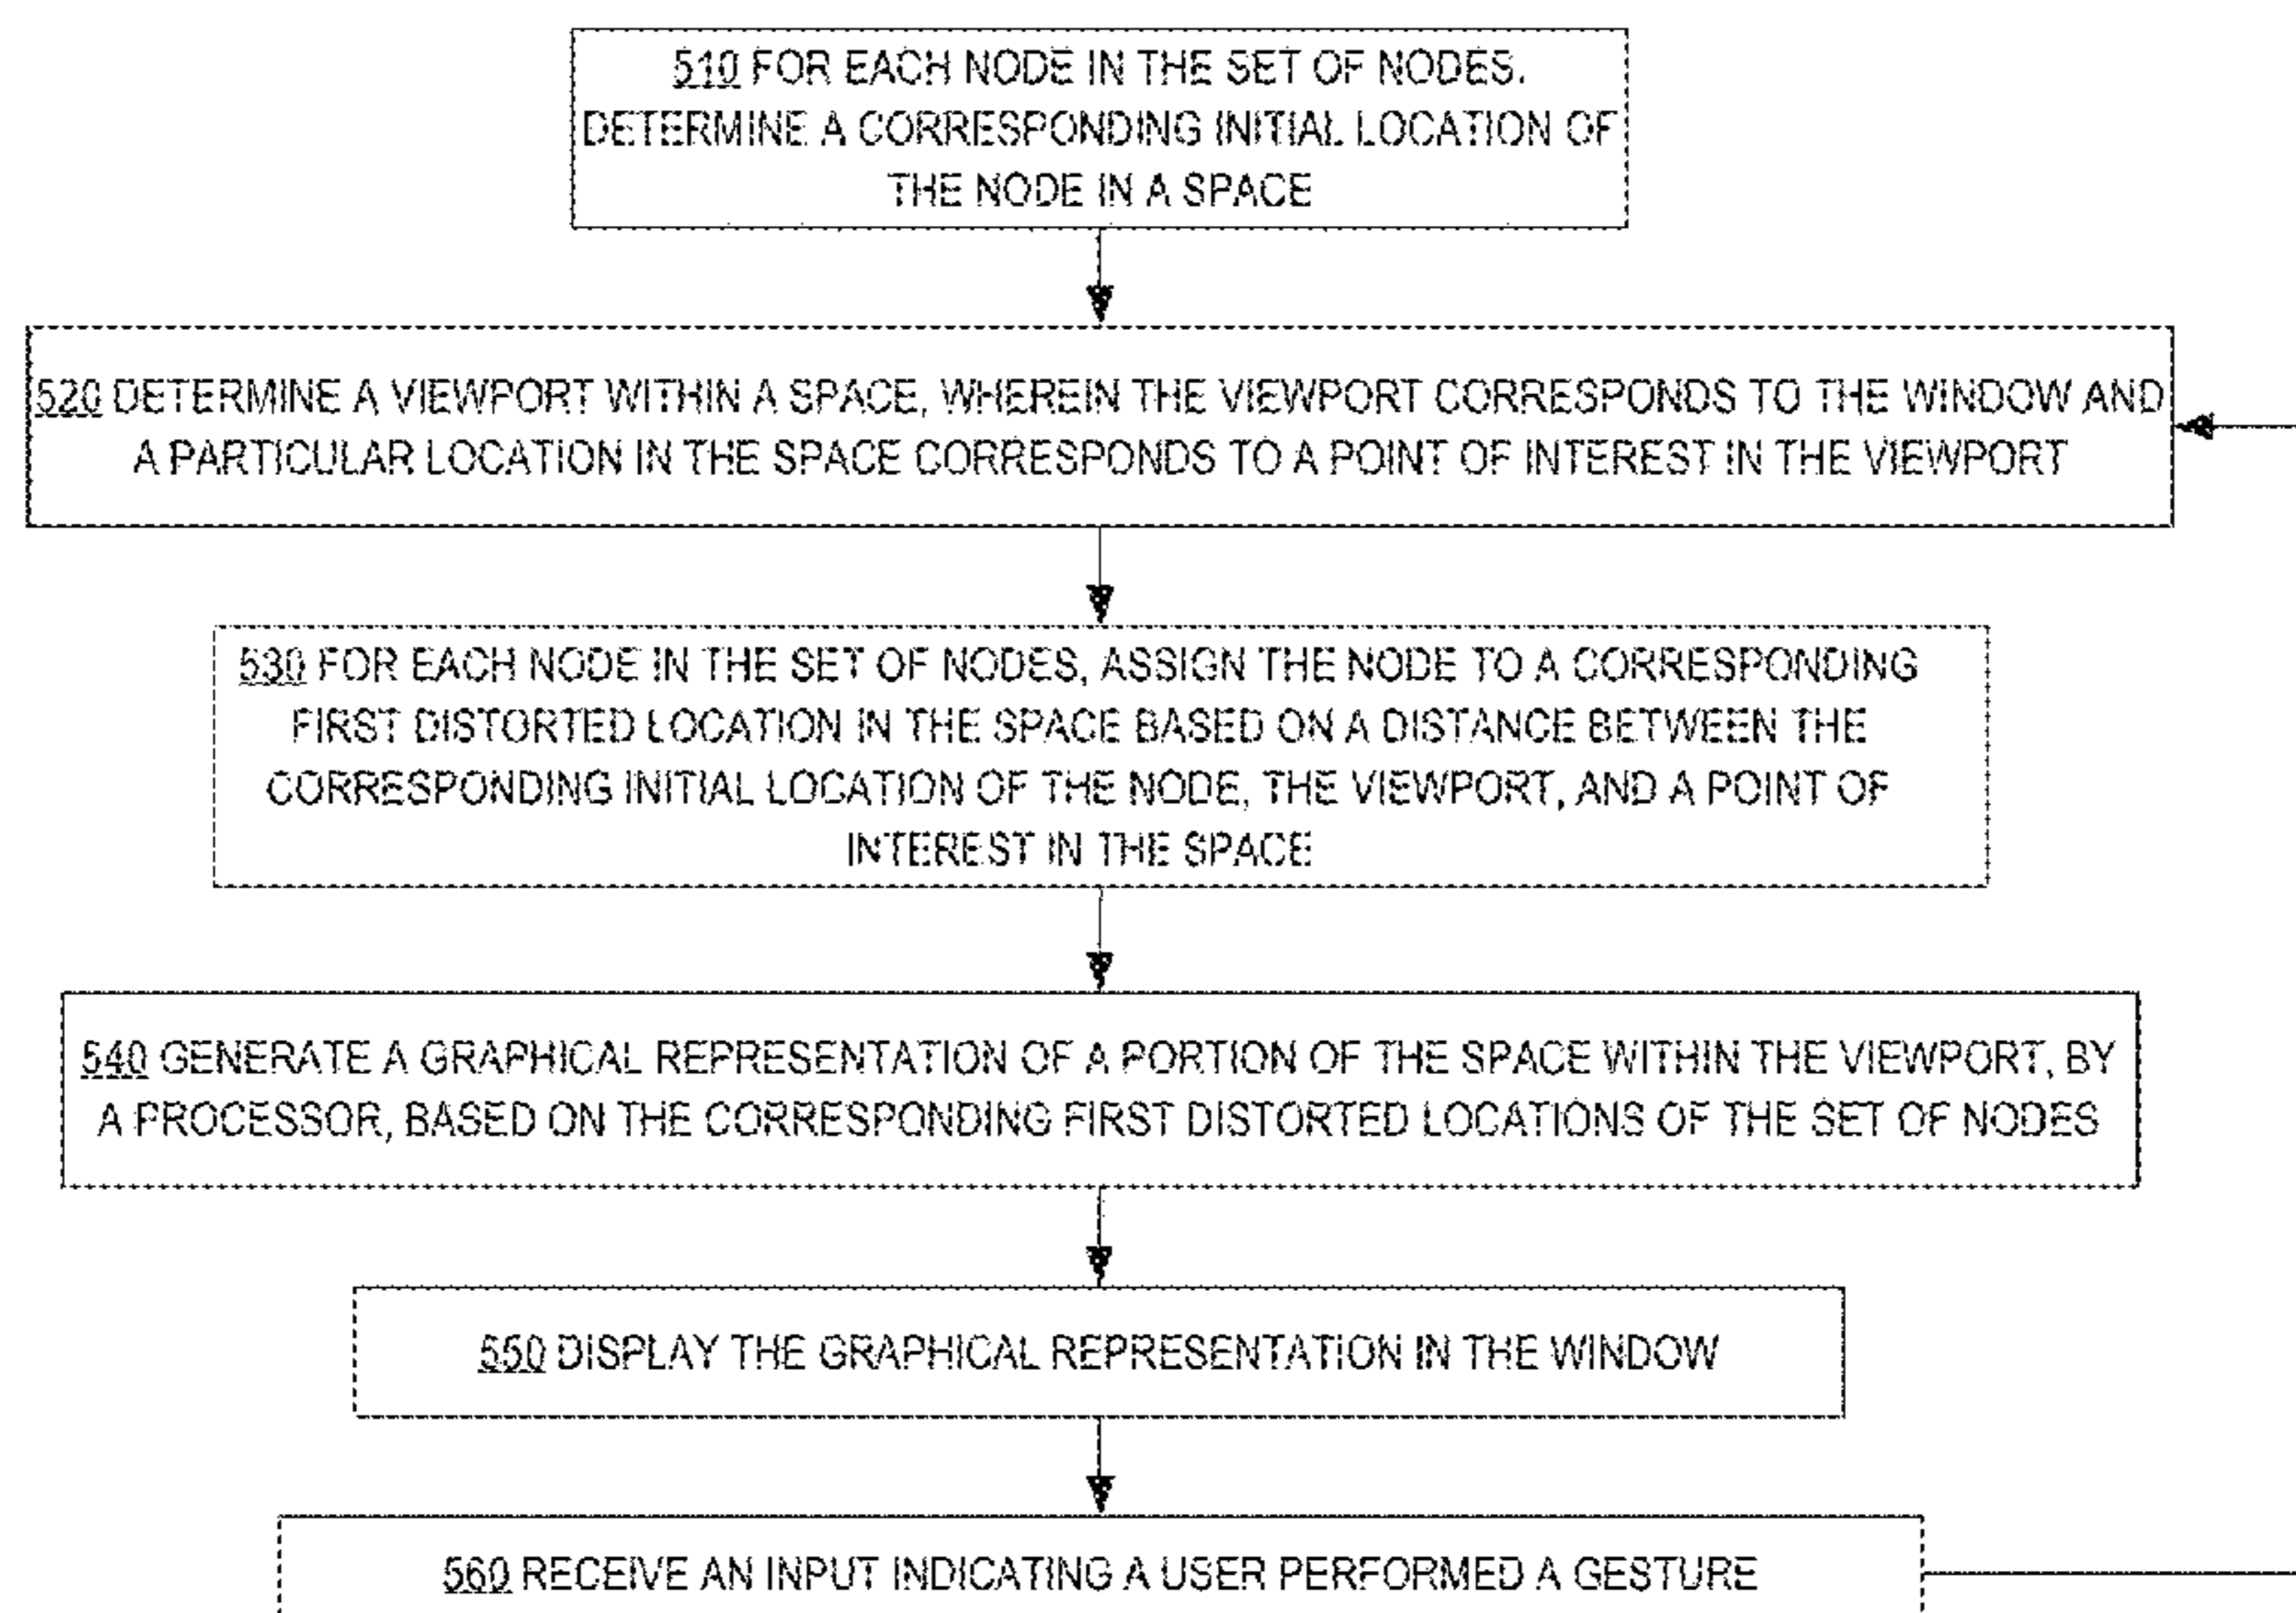 510 FOR EACH NODE IN THE SET OF NODES.
DETERMINE A CORRESPONDING INITIAL LOCATION OF
THE NODE IN A SPACE
520 DETERMINE A VIEWPORT WITHIN A SPACE, WHEREIN THE VIEWPORT CORRESPONDS TO THE WINDOW AND
A PARTICULAR LOCATION IN THE SPACE CORRESPONDS TO A POINT OF INTEREST IN THE VIEWPORT
530 FOR EACH NODE IN THE SET OF NODES, ASSIGN THE NODE TO A CORRESPONDING
FIRST DISTORTED LOCATION IN THE SPACE BASED ON A DISTANCE BETWEEN THE
CORRESPONDING INITIAL LOCATION OF THE NODE, THE VIEWPORT, AND A POINT OF
INTEREST IN THE SPACE
540 GENERATE A GRAPHICAL REPRESENTATION OF A PORTION OF THE SPACE WITHIN THE VIEWPORT, BY
A PROCESSOR, BASED ON THE CORRESPONDING FIRST DISTORTED LOCATIONS OF THE SET OF NODES
550 DISPLAY THE GRAPHICAL REPRESENTATION IN THE WINDOW
560 RECEIVE AN INPUT INDICATING A USER PERFORMED A GESTURE